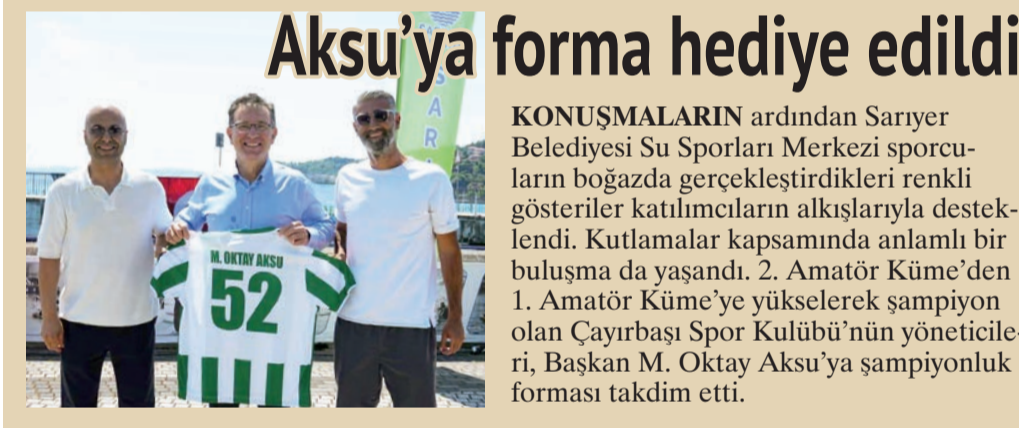 Aksu'ya forma hediye edildi
KONUŞMALARIN ardından Sarıyer
Belediyesi Su Sporları Merkezi sporcu-
ların boğazda gerçekleştirdikleri renkli
gösteriler katılımcıların alkışlarıyla destek-
lendi. Kutlamalar kapsamında anlamlı bir
buluşma da yaşandı. 2. Amatör Küme'den
1. Amatör Küme'ye yükselerek şampiyon
olan Çayırbaşı Spor Kulübü'nün yöneticile-
ri, Başkan M. Oktay Aksu'ya şampiyonluk
forması takdim etti.
M. OKTAY AKSU
52